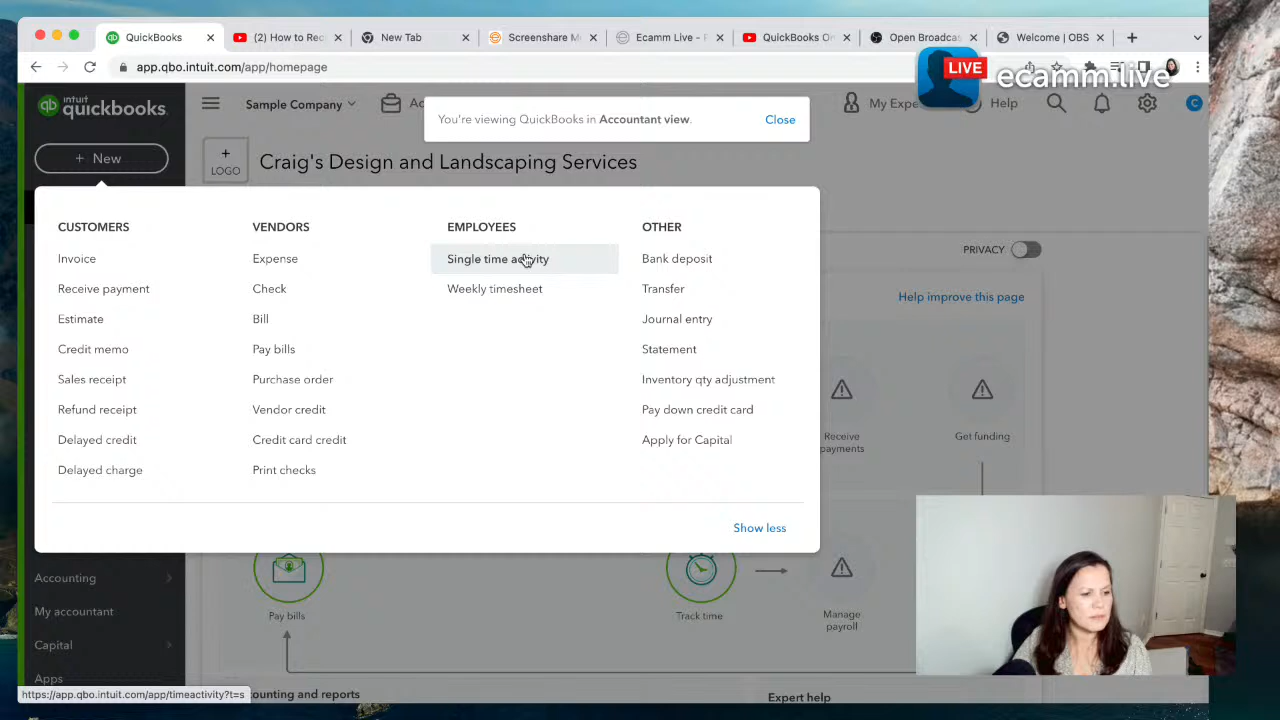 QuickBooks
(2) How to Rec
New Tab
Screenshare M
Ecamm Live - F
QuickBooks On
Open Broadcas
Welcome | OBS
app.qbo.intuit.com/app/homepage
LIVE
ecamm.live
intuit
quickbooks
Sample Company
You're viewing QuickBooks in Accountant view.
Close
My Expe
Help
C
+ New
+
LOGO
Craig's Design and Landscaping Services
CUSTOMERS
Invoice
Receive payment
Estimate
Credit memo
Sales receipt
Refund receipt
Delayed credit
Delayed charge
VENDORS
Expense
Check
Bill
Pay bills
Purchase order
Vendor credit
Credit card credit
Print checks
EMPLOYEES
Single time activity
Weekly timesheet
OTHER
Bank deposit
Transfer
Journal entry
Statement
Inventory qty adjustment
Pay down credit card
Apply for Capital
Show less
PRIVACY
Help improve this page
Receive
payments
Get funding
Accounting
My accountant
Capital
Apps
Pay bills
Track time
Manage
payroll
https://app.qbo.intuit.com/app/timeactivity?t=s
ounting and reports
Expert help